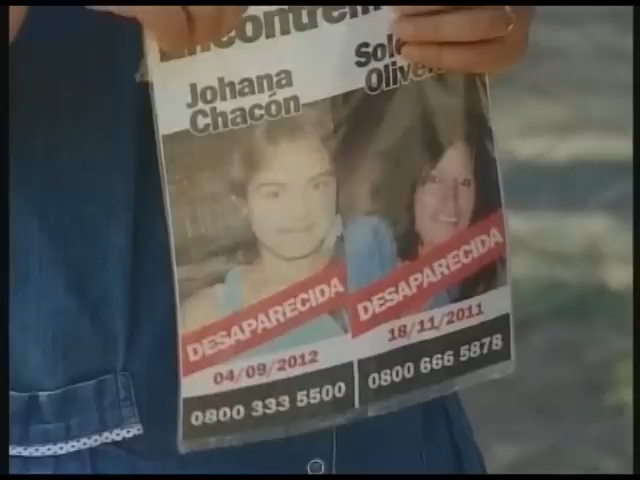 Johana
Chacón
DESAPARECIDA
04/09/2012
0800 333 5500
DESAPARECIDA
18/11/2011
0800 666 5878